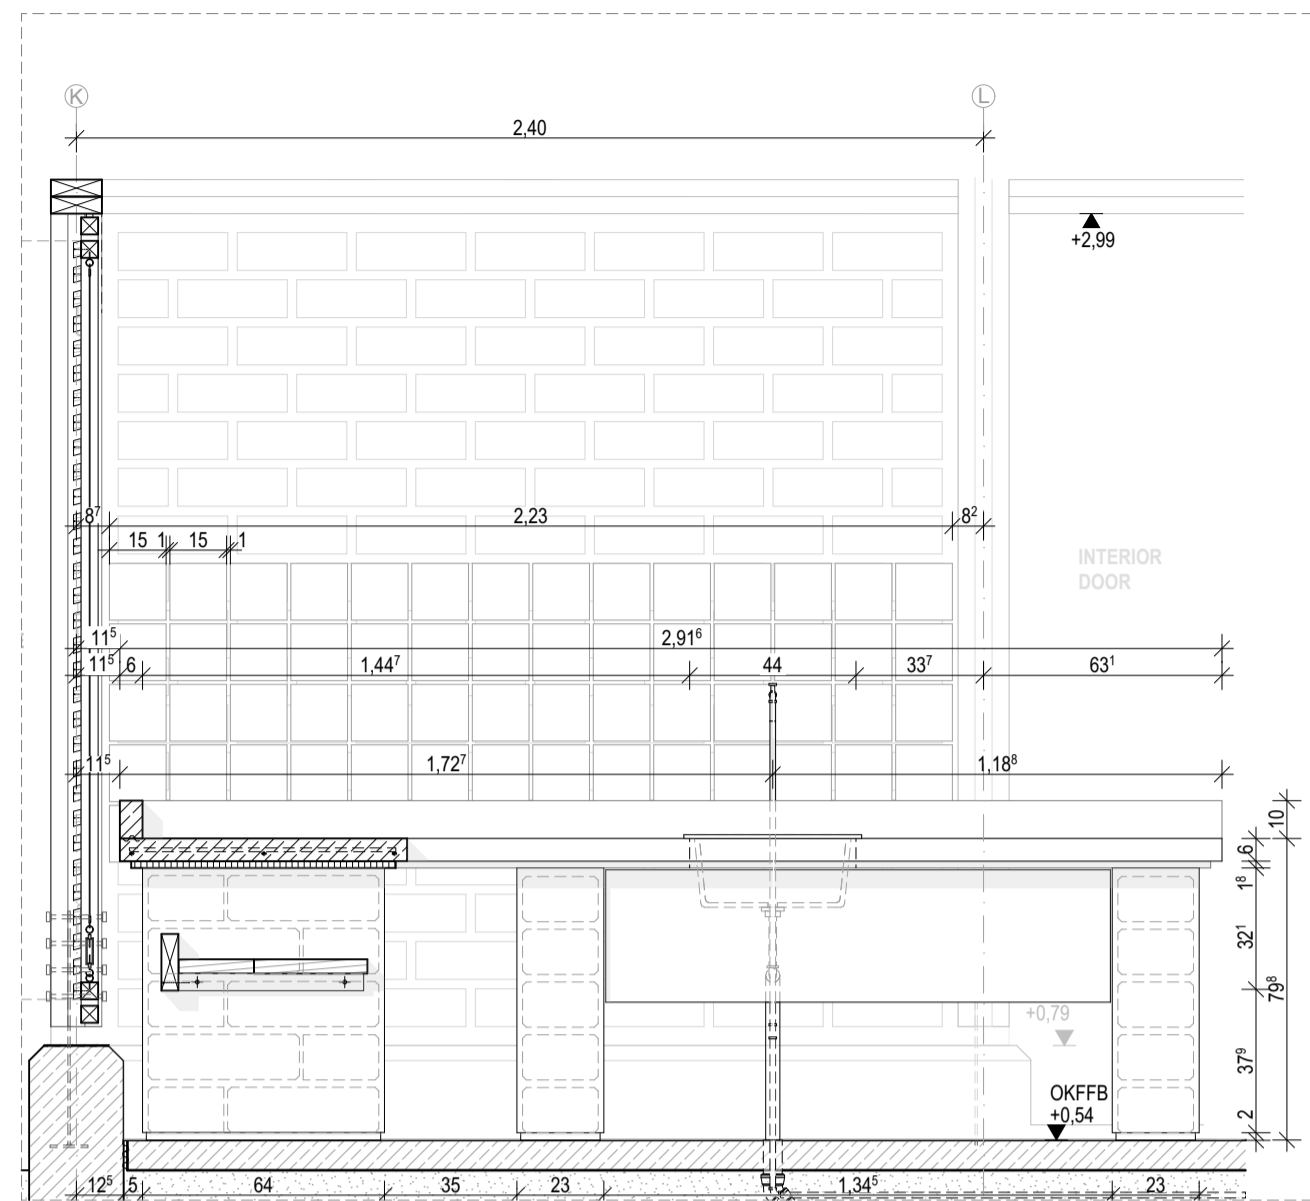 K L
2,40
+2,99
8⁷ 2,23 8²
15 1 15 1
INTERIOR
DOOR
11⁵ 2,91⁶
11⁵ 6 1,44⁷ 44 33⁷ 63¹
11⁵ 1,72⁷ 1,18⁸
10
6
1⁸
32¹
79⁸
+0,79
37⁹
OKFFB
+0,54
2
12⁵ 5 64 35 23 1,34⁵ 23